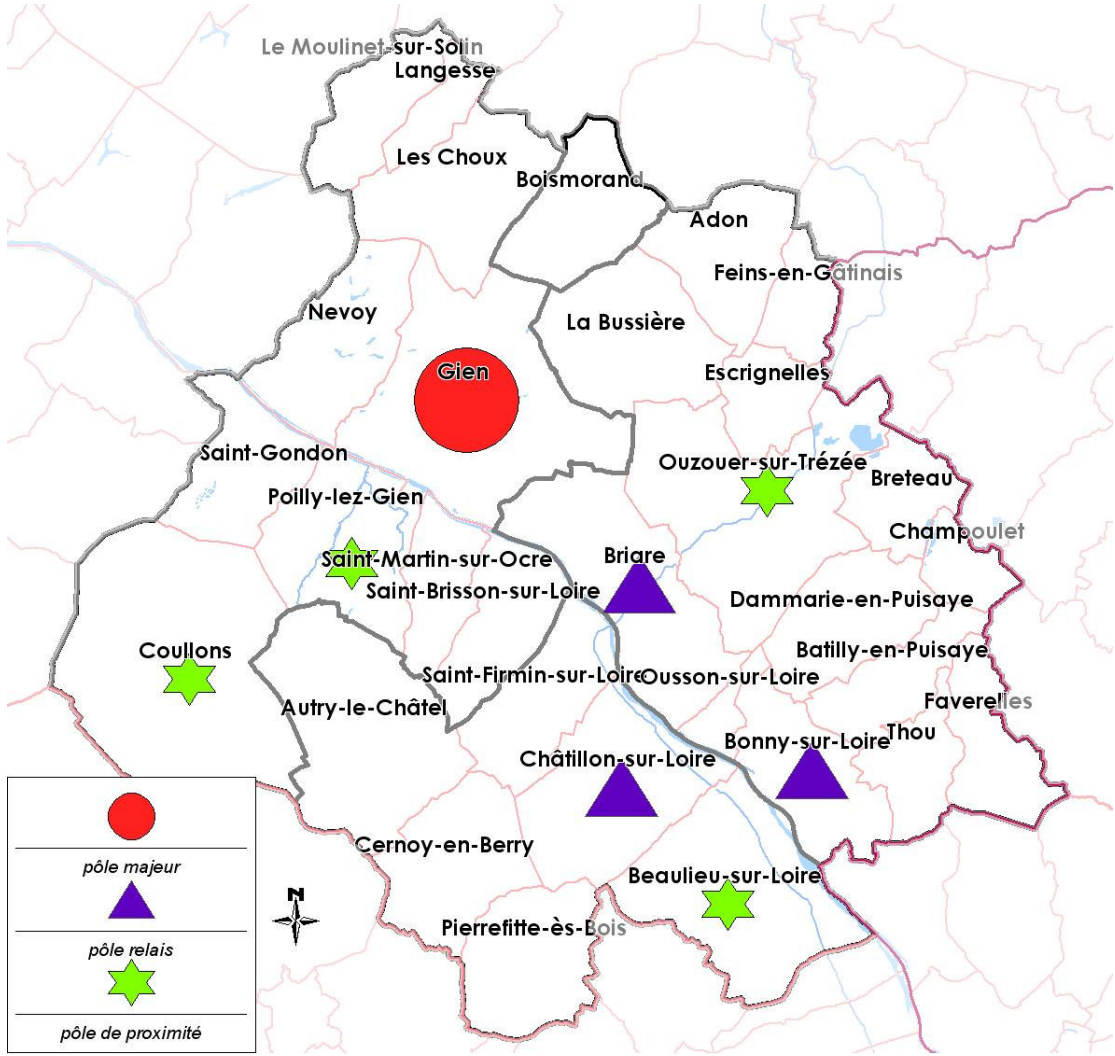 Le Moulinet-sur-Solin
Langesse
Les Choux
Boismorand
Adon
Feins-en-Gâtinais
Nevoy
La Bussière
Gien
Escrignelles
Saint-Gondon
Ouzouer-sur-Trézée
Breteau
Poilly-lez-Gien
Champoulet
Saint-Martin-sur-Ocre
Briare
Saint-Brisson-sur-Loire
Dammarie-en-Puisaye
Coullons
Batilly-en-Puisaye
Saint-Firmin-sur-Loire
Ousson-sur-Loire
Autry-le-Châtel
Faverelles
Thou
Bonny-sur-Loire
Châtillon-sur-Loire
Cernoy-en-Berry
Beaulieu-sur-Loire
Pierrefitte-ès-Bois
N
pôle majeur
pôle relais
pôle de proximité